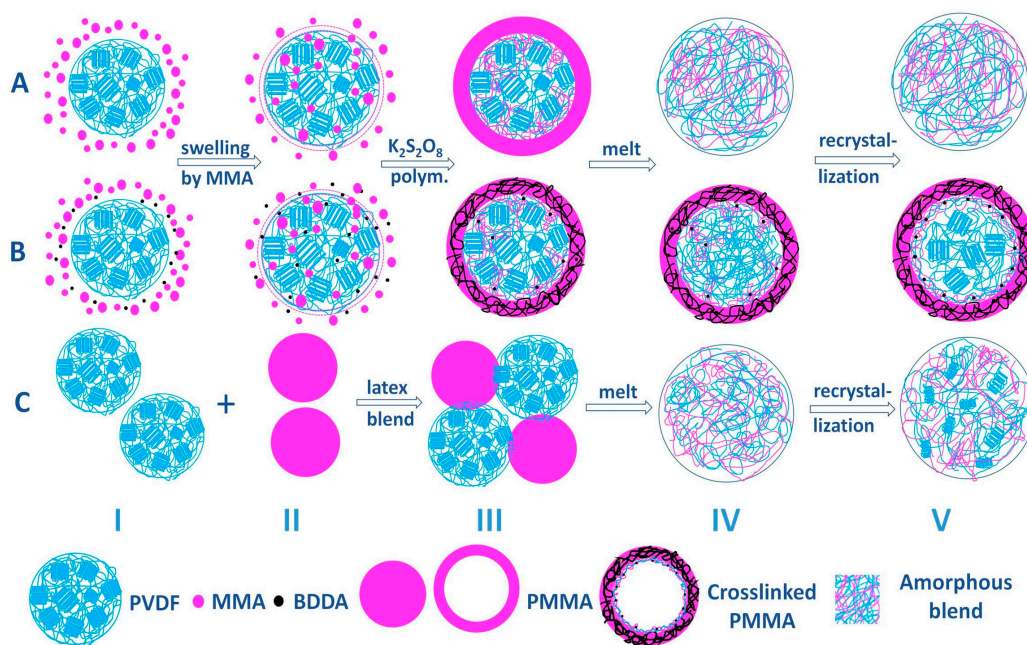 A
swelling
by MMA
K2S2O8
polym.
melt
recrystal-
lization
B
C
+
latex
blend
melt
recrystal-
lization
I
II
III
IV
V
PVDF
MMA
BDDA
PMMA
Crosslinked
PMMA
Amorphous
blend